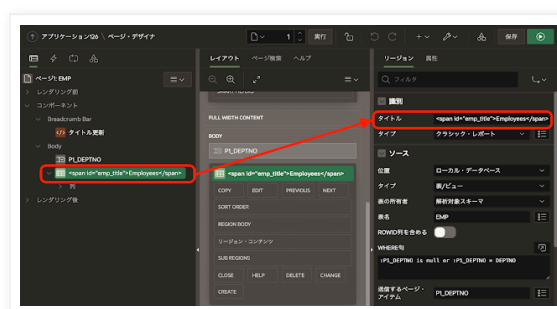 アプリケーション126 \ ページ・デザイナ
1
実行
保存
ページ1: EMP
レンダリング前
コンポーネント
Breadcrumb Bar
タイトル更新
Body
P1_DEPTNO
<span id="emp_title">Employees</span>
列
レンダリング後
レイアウト
ページ検索
ヘルプ
FULL WIDTH CONTENT
BODY
P1_DEPTNO
<span id="emp_title">Employees</span>
COPY
EDIT
PREVIOUS
NEXT
SORT ORDER
REGION BODY
リージョン・コンテンツ
SUB REGIONS
CLOSE
HELP
DELETE
CHANGE
CREATE
リージョン
属性
フィルタ
識別
タイトル
<span id="emp_title">Employees</span>
タイプ
クラシック・レポート
ソース
位置
ローカル・データベース
タイプ
表/ビュー
表の所有者
解析対象スキーマ
表名
EMP
ROWID列を含める
WHERE句
:P1_DEPTNO is null or :P1_DEPTNO = DEPTNO
送信するページ・
アイテム
P1_DEPTNO